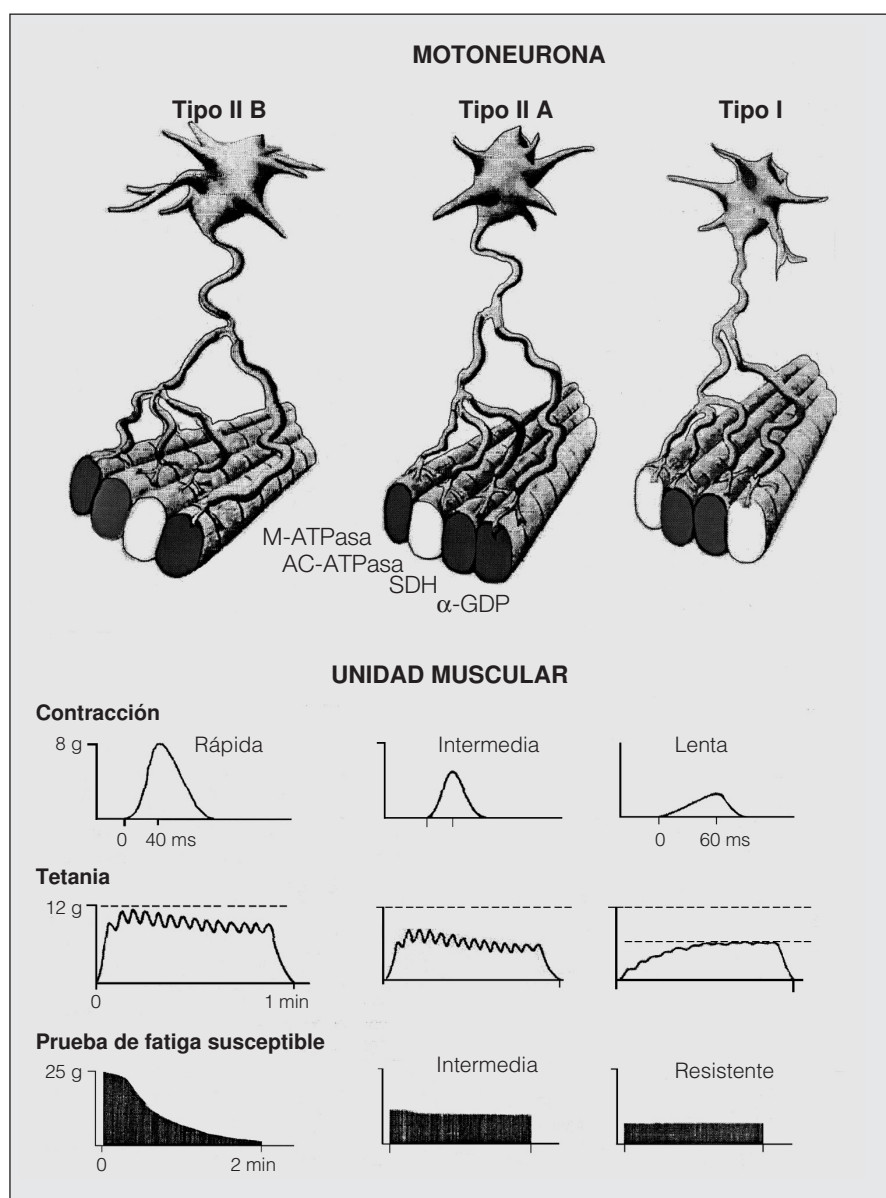 MOTONEURONA
Tipo II B Tipo II A Tipo I
M-ATPasa
AC-ATPasa
SDH
α-GDP
UNIDAD MUSCULAR
Contracción
8 g Rápida Intermedia Lenta
0 40 ms 0 60 ms
Tetania
12 g
0 1 min
Prueba de fatiga susceptible
25 g Intermedia Resistente
0 2 min